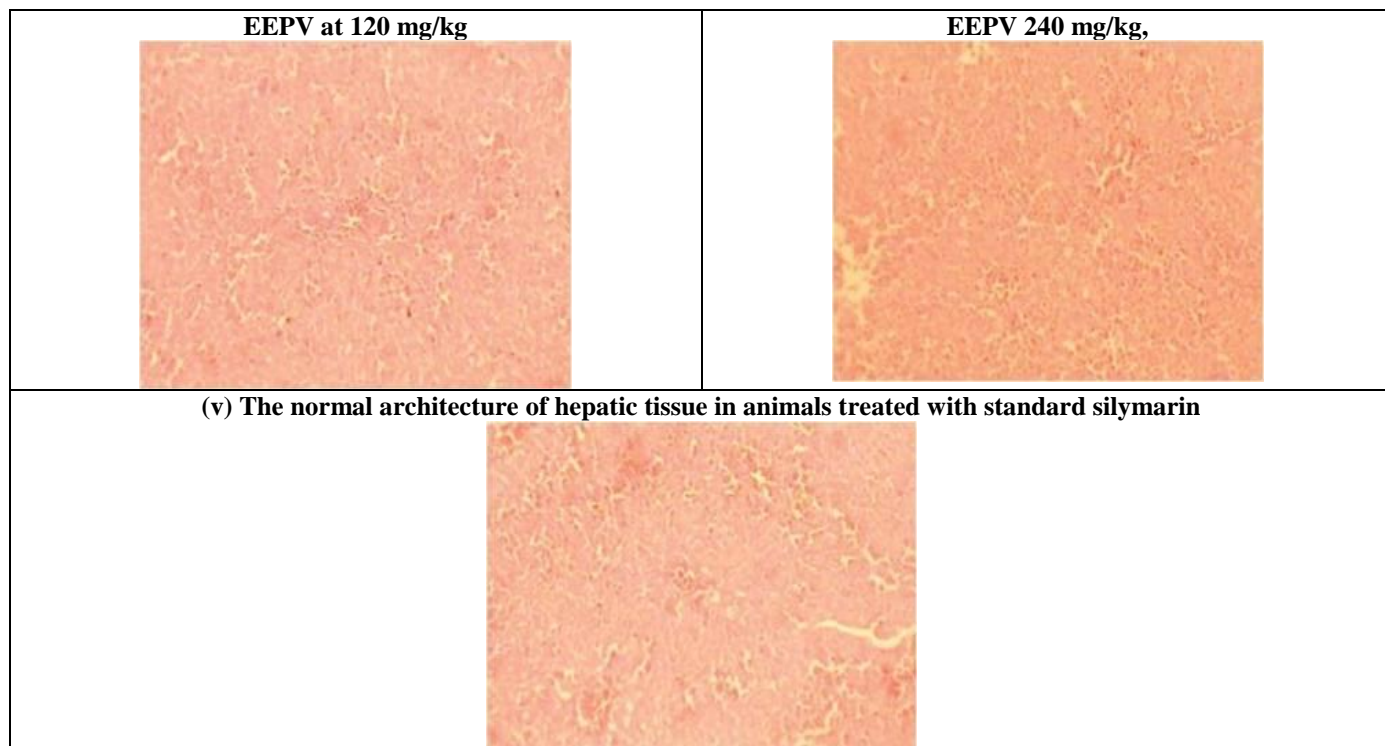 EEPV at 120 mg/kg
EEPV 240 mg/kg,
(v) The normal architecture of hepatic tissue in animals treated with standard silymarin